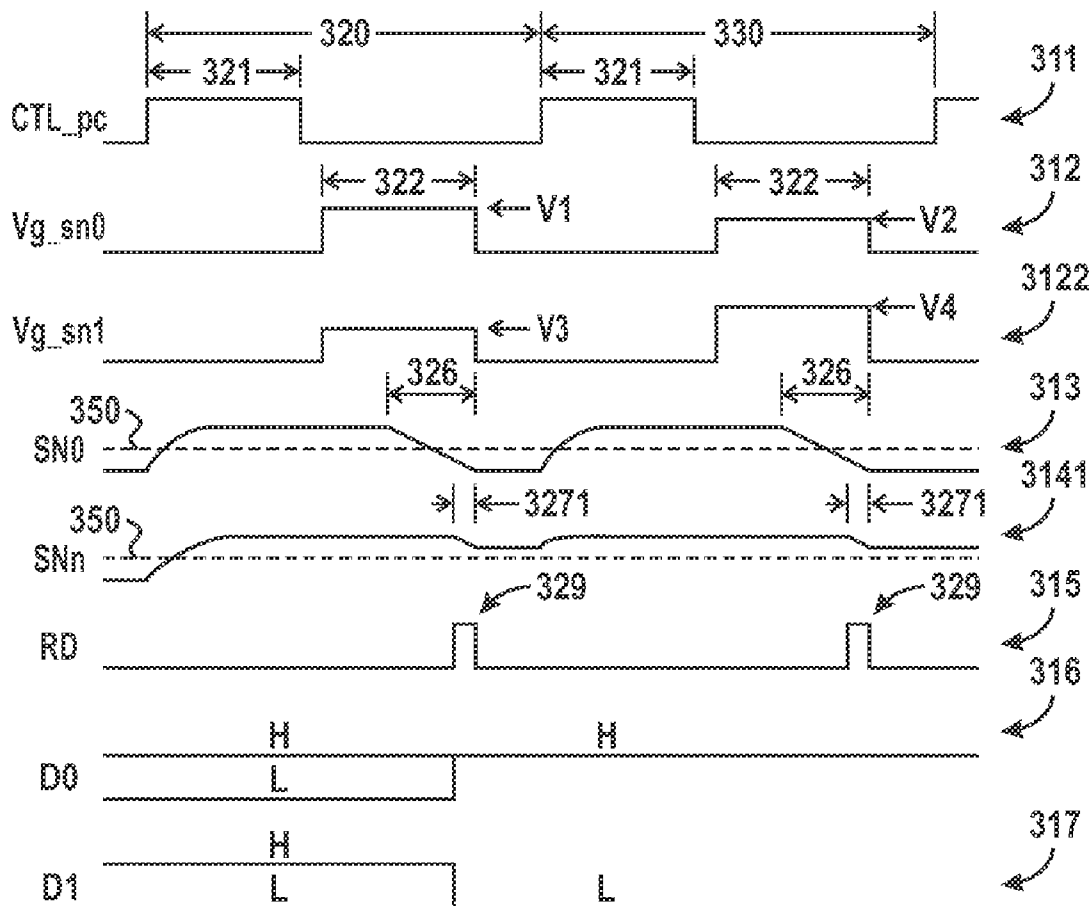 320 330
321 321 311
CTL_pc
322 322 312
V1 V2
Vg_sn0
3122
V3 V4
Vg_sn1
326 326 313
350
SN0
3271 3271 3141
350
SNn
329 329 315
RD
316
H H
D0 L
317
H
D1 L L